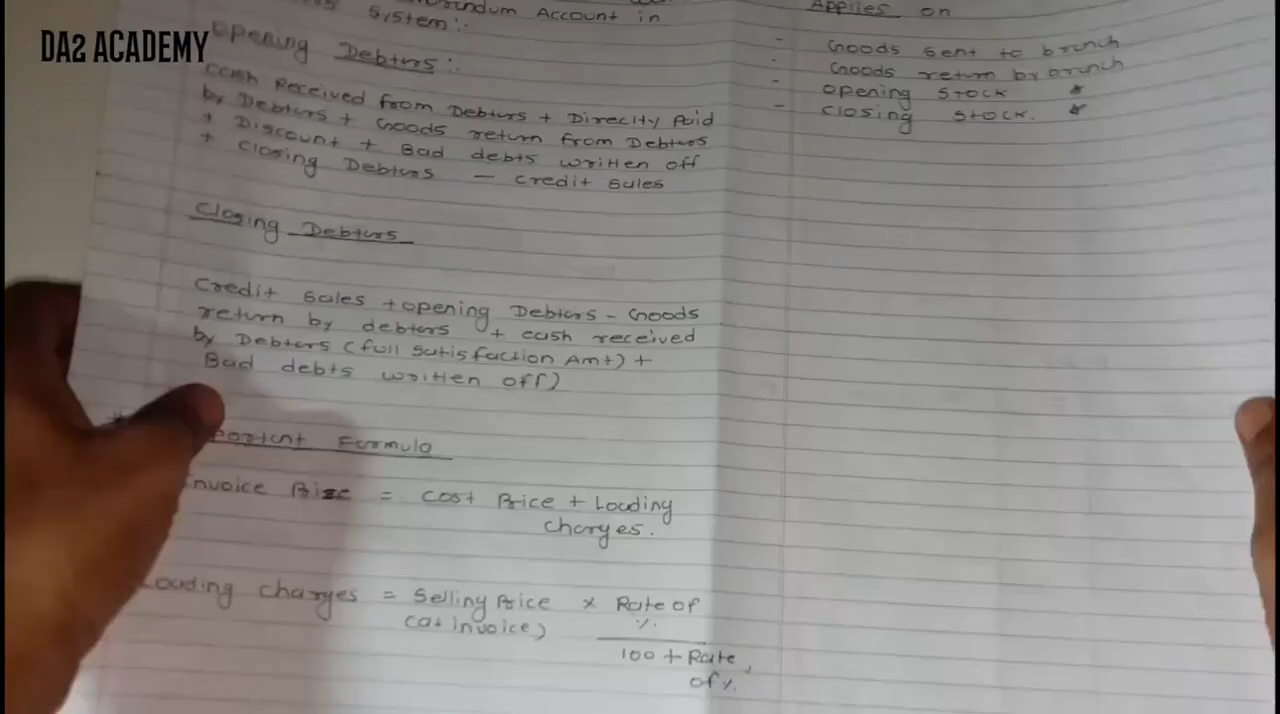 DA2 ACADEMY
Account in
System:-
Opening Debtors:-
Cash Received from Debtors + Direclty Paid
by Debtors + Goods return from Debtors
+ Discount + Bad debts written off
+ Closing Debtors - credit sales
Closing Debtors
Credit sales + opening Debtors - Goods
return by debtors + cash received
by Debtors (full satisfaction Amt) +
Bad debts written off)
Formula
Invoice Price = Cost Price + Loading
charges.
Loading charges = Selling Price × Rate of
(at invoice) %
100 + Rate
of %
Applies on
- Goods sent to branch
- Goods return by branch
- opening stock *
- closing stock. *